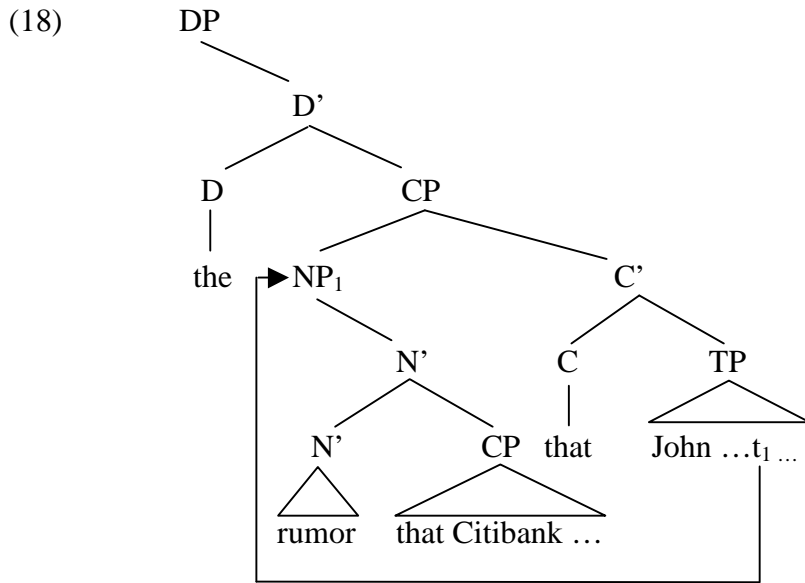 (18) DP
D’
D CP
the NP₁ C’
N’ C TP
N’ CP that John …t₁ …
rumor that Citibank …